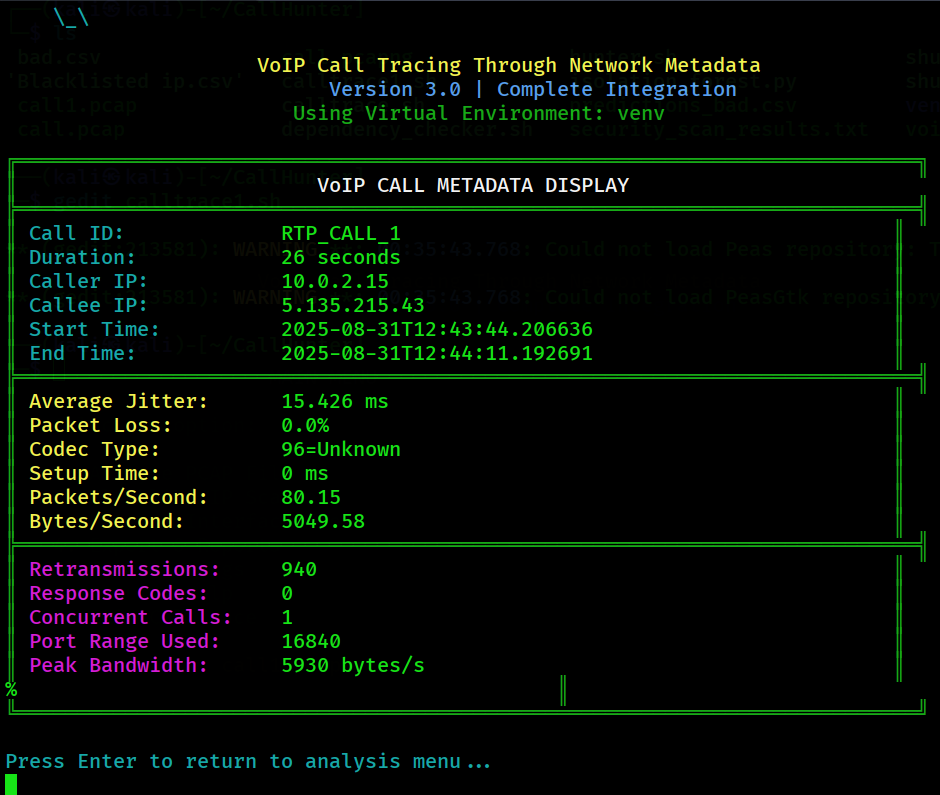 \_\
VoIP Call Tracing Through Network Metadata
Version 3.0 | Complete Integration
Using Virtual Environment: venv
VoIP CALL METADATA DISPLAY
Call ID: RTP_CALL_1
Duration: 26 seconds
Caller IP: 10.0.2.15
Callee IP: 5.135.215.43
Start Time: 2025-08-31T12:43:44.206636
End Time: 2025-08-31T12:44:11.192691
Average Jitter: 15.426 ms
Packet Loss: 0.0%
Codec Type: 96=Unknown
Setup Time: 0 ms
Packets/Second: 80.15
Bytes/Second: 5049.58
Retransmissions: 940
Response Codes: 0
Concurrent Calls: 1
Port Range Used: 16840
Peak Bandwidth: 5930 bytes/s
%
Press Enter to return to analysis menu...